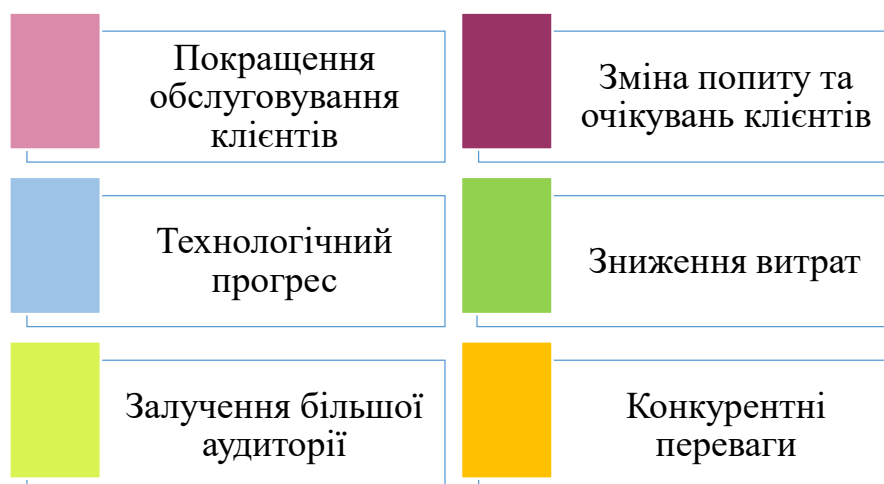 Покращення
обслуговування
клієнтів
Зміна попиту та
очікувань клієнтів
Технологічний
прогрес
Зниження витрат
Залучення більшої
аудиторії
Конкурентні
переваги